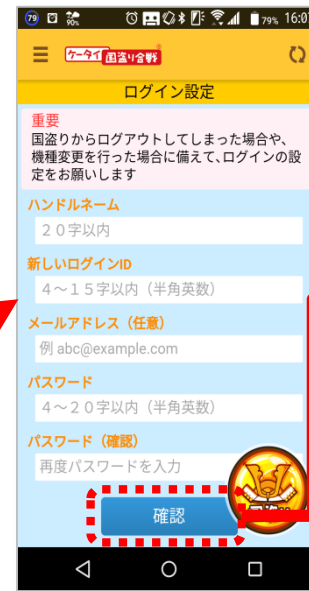 79 90% 79% 16:07
ケータイ国盗り合戦
ログイン設定
重要
国盗りからログアウトしてしまった場合や、
機種変更を行った場合に備えて、ログインの設
定をお願いします
ハンドルネーム
２０字以内
新しいログインID
４～１５字以内（半角英数）
メールアドレス（任意）
例 abc@example.com
パスワード
４～２０字以内（半角英数）
パスワード（確認）
再度パスワードを入力
確認